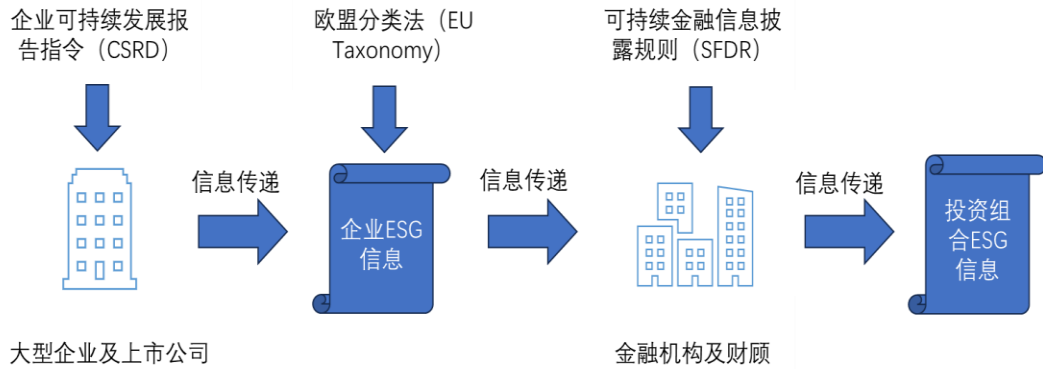 企业可持续发展报
告指令（CSRD）
欧盟分类法（EU
Taxonomy）
可持续金融信息披
露规则（SFDR）
信息传递
企业ESG
信息
信息传递
信息传递
投资组
合ESG
信息
大型企业及上市公司
金融机构及财顾